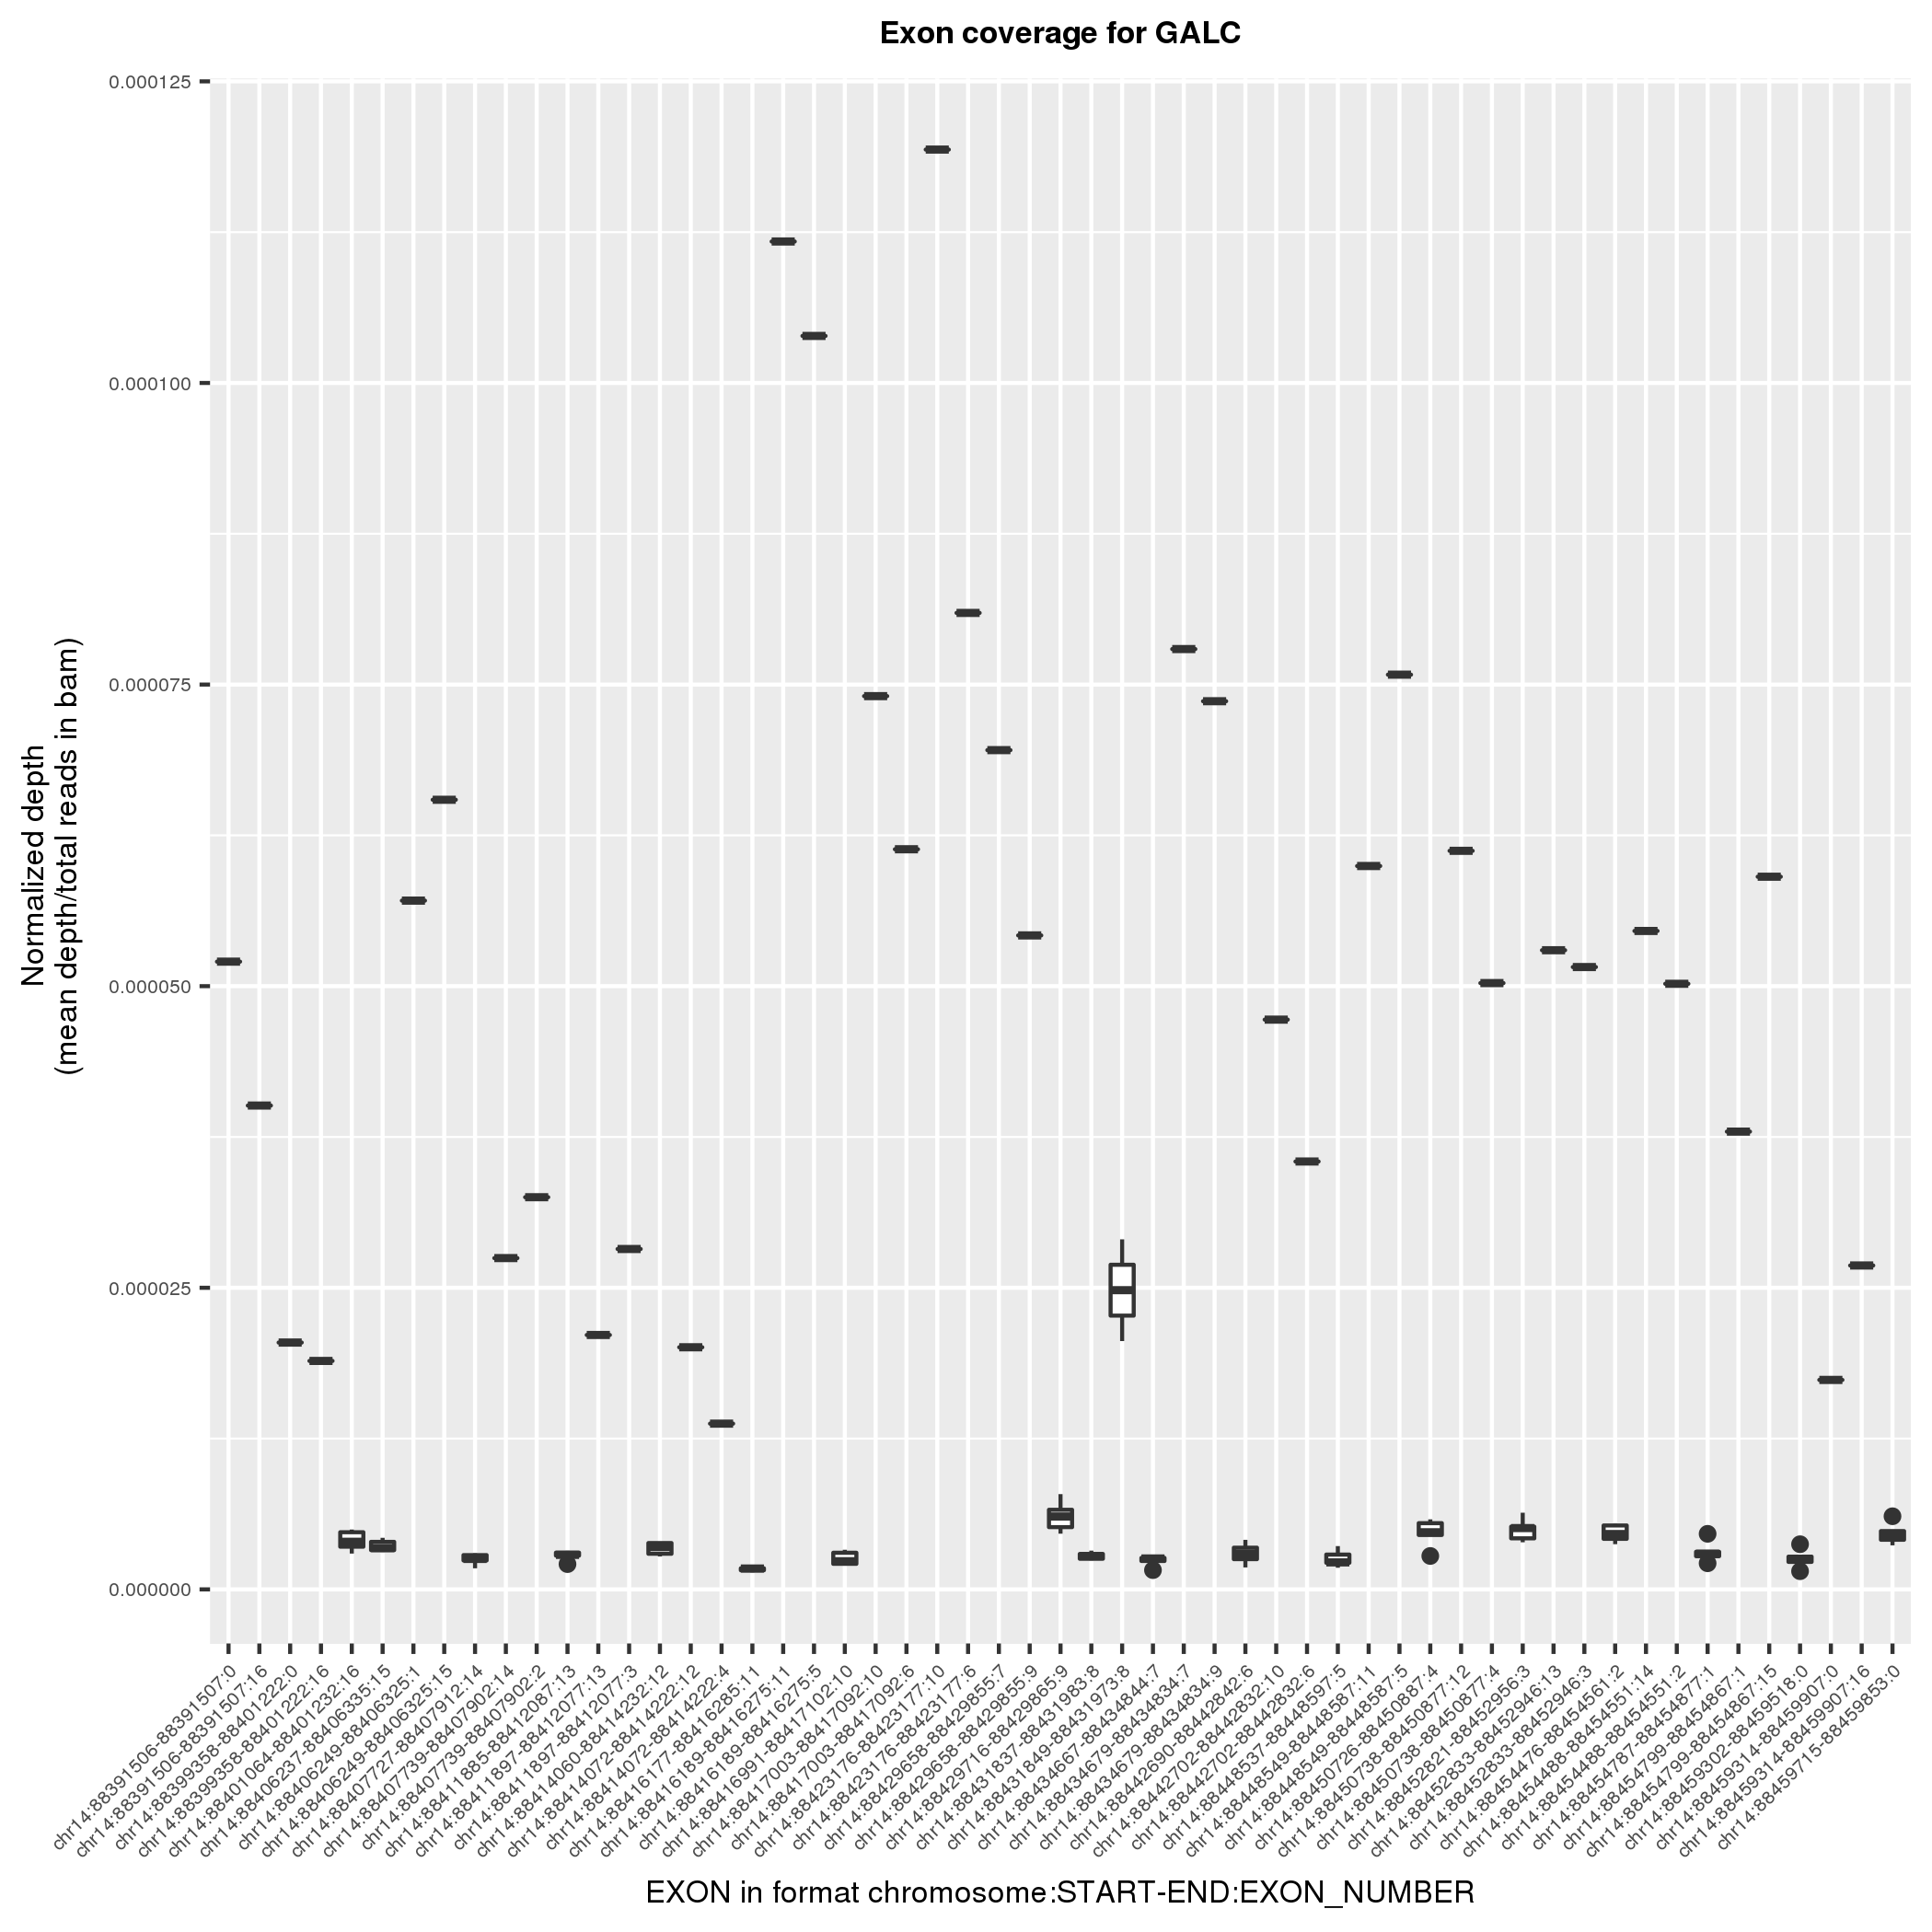 Exon coverage for GALC
Normalized depth
(mean depth/total reads in bam)
0.000125
0.000100
0.000075
0.000050
0.000025
0.000000
chr14:88391506-88391507:0
chr14:88391506-88391507:16
chr14:88399358-88401222:0
chr14:88399358-88401222:16
chr14:88401064-88401232:16
chr14:88406237-88406335:15
chr14:88406249-88406325:1
chr14:88406249-88406325:15
chr14:88407727-88407912:14
chr14:88407739-88407902:14
chr14:88407739-88407902:2
chr14:88411885-88412087:13
chr14:88411897-88412077:13
chr14:88411897-88412077:3
chr14:88414060-88414232:12
chr14:88414072-88414222:12
chr14:88414072-88414222:4
chr14:88416177-88416285:11
chr14:88416189-88416275:11
chr14:88416189-88416275:5
chr14:88416991-88417102:10
chr14:88417003-88417092:10
chr14:88417003-88417092:6
chr14:88423176-88423177:10
chr14:88423176-88423177:6
chr14:88429658-88429855:7
chr14:88429658-88429855:9
chr14:88429716-88429865:9
chr14:88431837-88431983:8
chr14:88431849-88431973:8
chr14:88434667-88434844:7
chr14:88434679-88434834:7
chr14:88434679-88434834:9
chr14:88442690-88442842:6
chr14:88442702-88442832:10
chr14:88442702-88442832:6
chr14:88448537-88448597:5
chr14:88448549-88448587:11
chr14:88448549-88448587:5
chr14:88450726-88450887:4
chr14:88450738-88450877:12
chr14:88450738-88450877:4
chr14:88452821-88452956:3
chr14:88452833-88452946:13
chr14:88452833-88452946:3
chr14:88454476-88454561:2
chr14:88454488-88454551:14
chr14:88454488-88454551:2
chr14:88454787-88454877:1
chr14:88454799-88454867:1
chr14:88454799-88454867:15
chr14:88459302-88459518:0
chr14:88459314-88459907:0
chr14:88459314-88459907:16
chr14:88459715-88459853:0
EXON in format chromosome:START-END:EXON_NUMBER